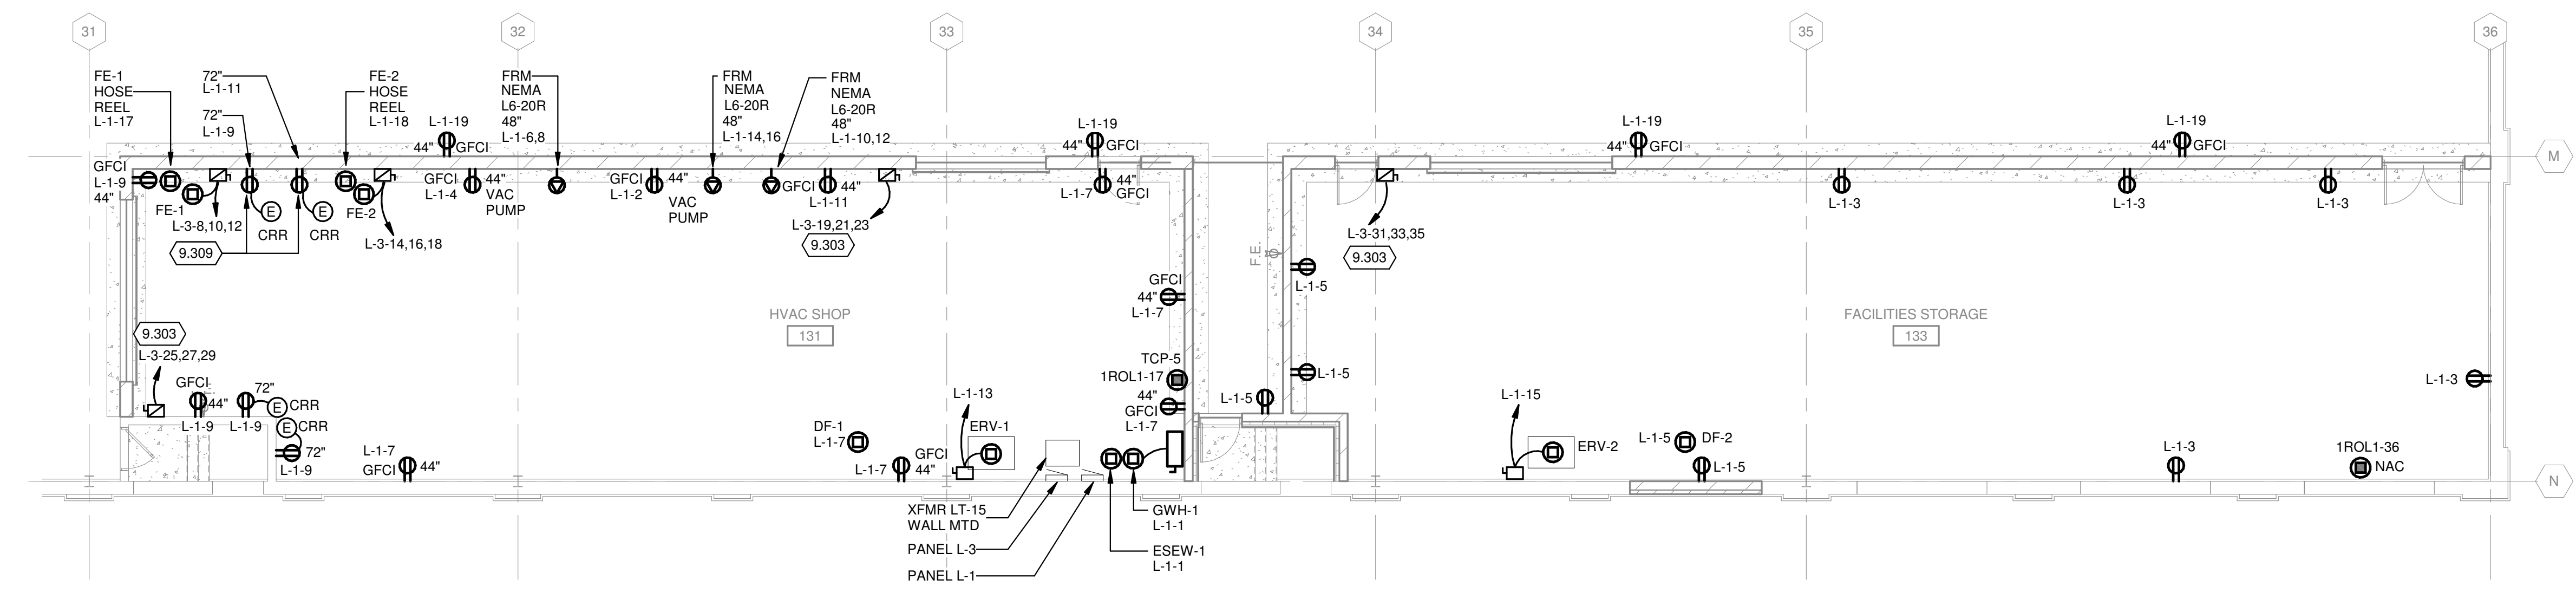 31
32
33
34
35
36
FE-1
HOSE
REEL
L-1-17
72"
L-1-11
72"
L-1-9
FE-2
HOSE
REEL
L-1-18
L-1-19
44"
GFCI
FRM
NEMA
L6-20R
48"
L-1-6,8
FRM
NEMA
L6-20R
48"
L-1-14,16
FRM
NEMA
L6-20R
48"
L-1-10,12
L-1-19
44"
GFCI
L-1-19
44"
GFCI
L-1-19
44"
GFCI
M
GFCI
L-1-9
44"
FE-1
L-3-8,10,12
E
CRR
E
CRR
9.309
FE-2
L-3-14,16,18
GFCI
L-1-4
44"
VAC
PUMP
GFCI
L-1-2
44"
VAC
PUMP
GFCI
44"
L-1-11
L-3-19,21,23
9.303
L-1-7
44"
GFCI
F.E.
L-3-31,33,35
9.303
L-1-3
L-1-3
L-1-3
L-1-5
GFCI
44"
L-1-7
HVAC SHOP
131
FACILITIES STORAGE
133
9.303
L-3-25,27,29
TCP-5
1ROL1-17
44"
GFCI
L-1-7
L-1-5
L-1-5
L-1-3
GFCI
44"
L-1-9
72"
L-1-9
E
CRR
E
CRR
72"
L-1-9
L-1-7
GFCI
44"
DF-1
L-1-7
L-1-7
GFCI
44"
L-1-13
ERV-1
L-1-15
ERV-2
L-1-5
DF-2
L-1-5
L-1-3
1ROL1-36
NAC
N
XFMR LT-15
WALL MTD
PANEL L-3
PANEL L-1
GWH-1
L-1-1
ESEW-1
L-1-1